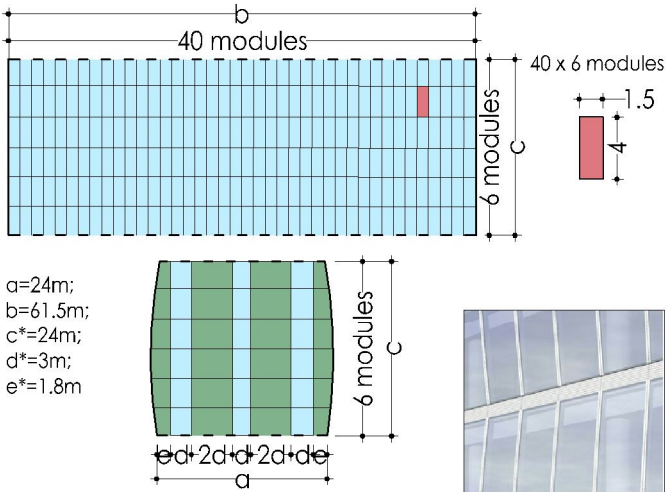 b
40 modules
40 x 6 modules
1.5
4
6 modules
c
a=24m;
b=61.5m;
c*=24m;
d*=3m;
e*=1.8m
6 modules
c
e d 2d d 2d d e
a